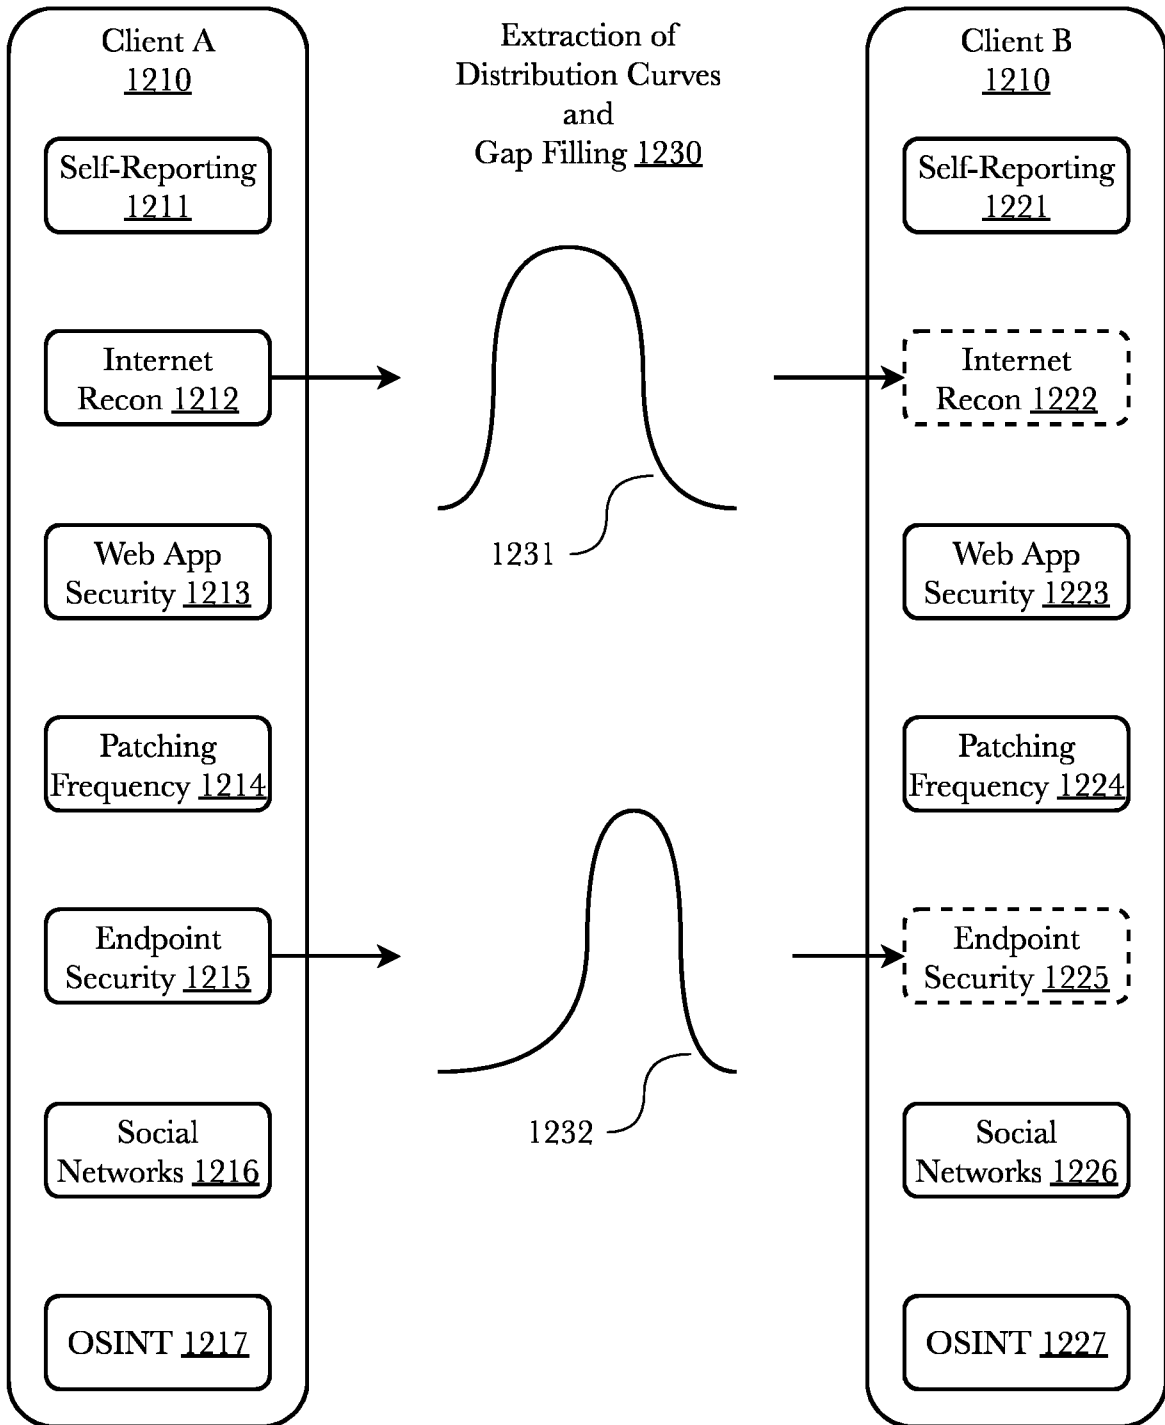 Client A
1210
Self-Reporting
1211
Internet
Recon 1212
Web App
Security 1213
Patching
Frequency 1214
Endpoint
Security 1215
Social
Networks 1216
OSINT 1217
Extraction of
Distribution Curves
and
Gap Filling 1230
1231
1232
Client B
1210
Self-Reporting
1221
Internet
Recon 1222
Web App
Security 1223
Patching
Frequency 1224
Endpoint
Security 1225
Social
Networks 1226
OSINT 1227